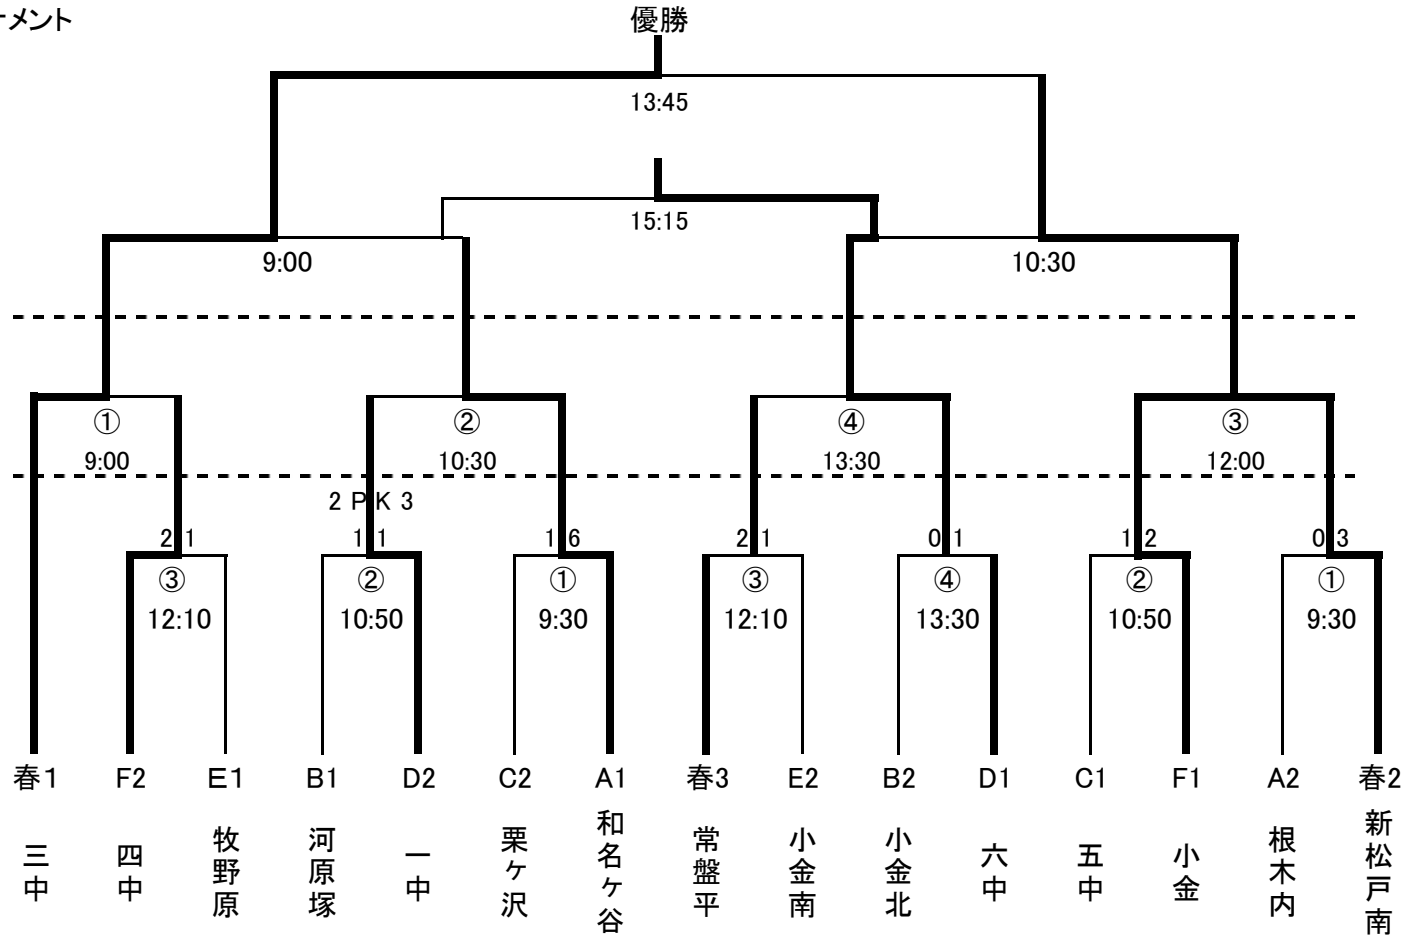 ナメント
優勝
13:45
15:15
9:00 10:30
① ② ④ ③
9:00 10:30 13:30 12:00
2 P K 3
2 1 1 1 1 6 2 1 0 1 1 2 0 3
③ ② ① ③ ④ ② ①
12:10 10:50 9:30 12:10 13:30 10:50 9:30
春1 F2 E1 B1 D2 C2 A1 春3 E2 B2 D1 C1 F1 A2 春2
三中
四中
牧野原
河原塚
一中
栗ヶ沢
和名ヶ谷
常盤平
小金南
小金北
六中
五中
小金
根木内
新松戸南